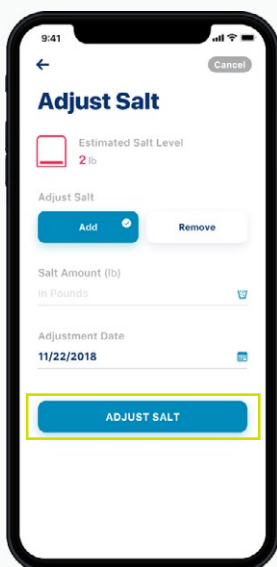 9:41
Cancel
Adjust Salt
Estimated Salt Level
2 lb
Adjust Salt
Add
Remove
Salt Amount (lb)
In Pounds
Adjustment Date
11/22/2018
ADJUST SALT